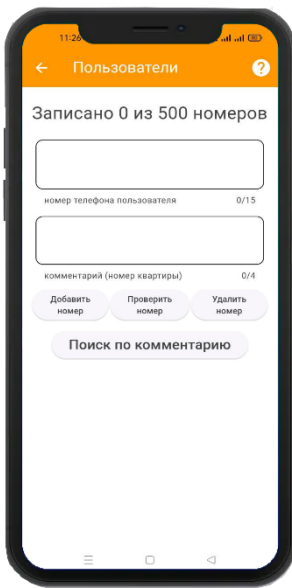 11:26
Пользователи
?
Записано 0 из 500 номеров
номер телефона пользователя 0/15
комментарий (номер квартиры) 0/4
Добавить номер
Проверить номер
Удалить номер
Поиск по комментарию